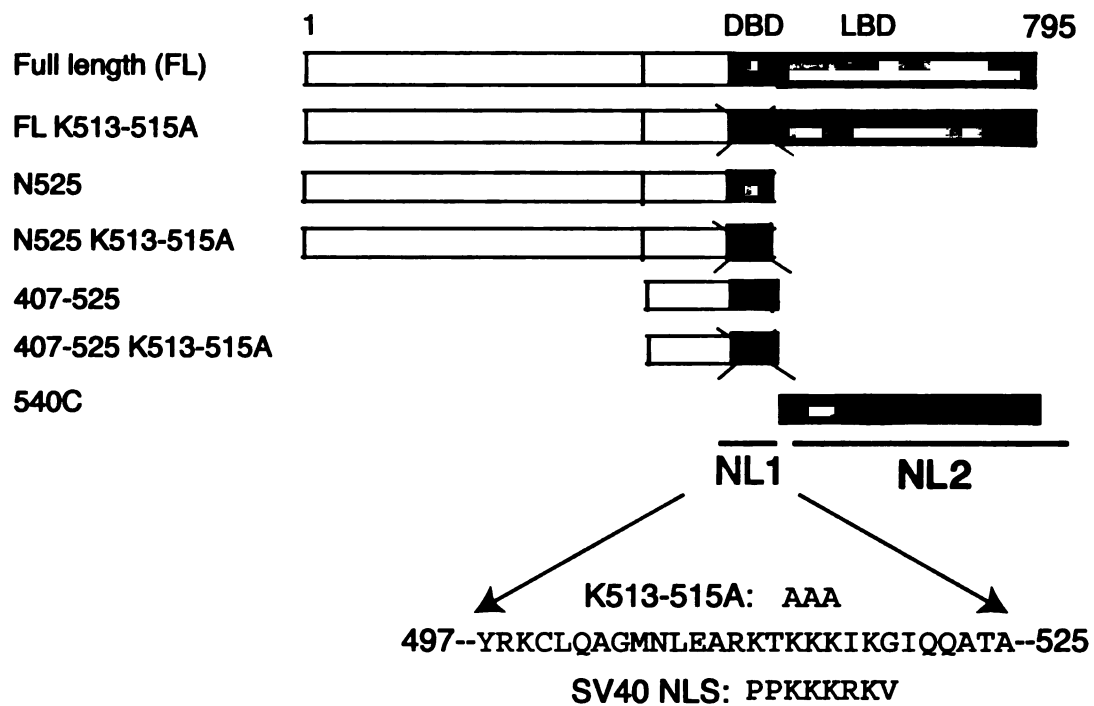 1 DBD LBD 795
Full length (FL)
FL K513-515A
N525
N525 K513-515A
407-525
407-525 K513-515A
540C
NL1 NL2
K513-515A: AAA
497--YRKCLQAGMNLEARKTKKKIKGIQQATA--525
SV40 NLS: PPKKKRKV